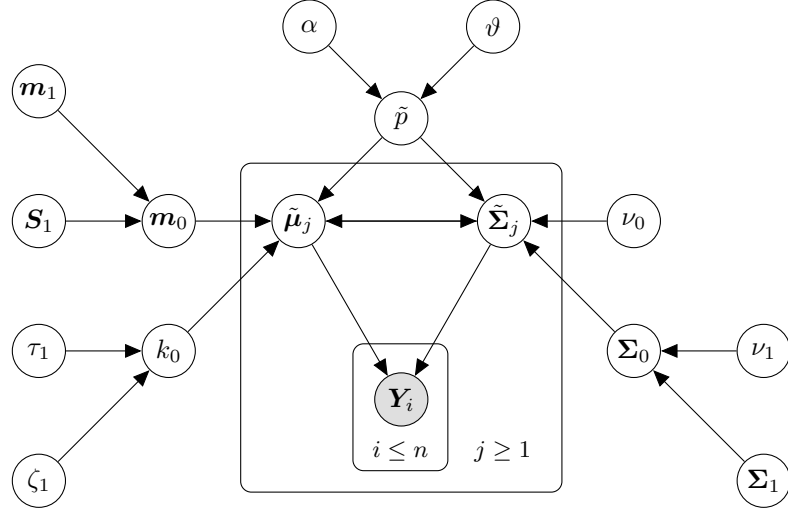 α ϑ
𝒎₁
p̃
𝑺₁ 𝒎₀ 𝝁̃ⱼ 𝚺̃ⱼ ν₀
τ₁ k₀ 𝚺₀ ν₁
𝒀ᵢ
i ≤ n j ≥ 1
ζ₁ 𝚺₁